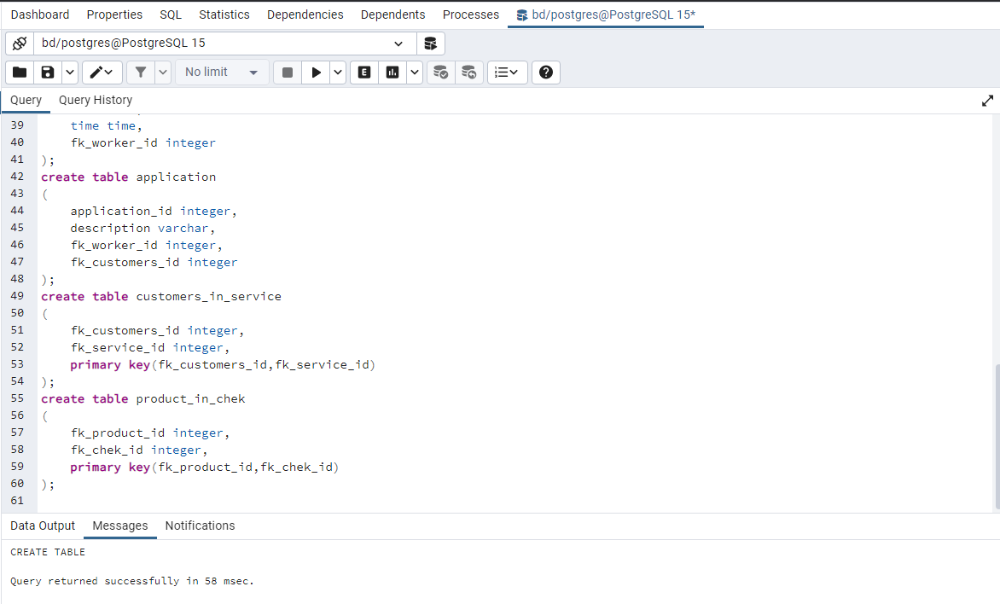 Dashboard Properties SQL Statistics Dependencies Dependents Processes bd/postgres@PostgreSQL 15*
bd/postgres@PostgreSQL 15
No limit E
Query Query History
39 time time,
40 fk_worker_id integer
41 );
42 create table application
43 (
44 application_id integer,
45 description varchar,
46 fk_worker_id integer,
47 fk_customers_id integer
48 );
49 create table customers_in_service
50 (
51 fk_customers_id integer,
52 fk_service_id integer,
53 primary key(fk_customers_id,fk_service_id)
54 );
55 create table product_in_chek
56 (
57 fk_product_id integer,
58 fk_chek_id integer,
59 primary key(fk_product_id,fk_chek_id)
60 );
61
Data Output Messages Notifications
CREATE TABLE
Query returned successfully in 58 msec.